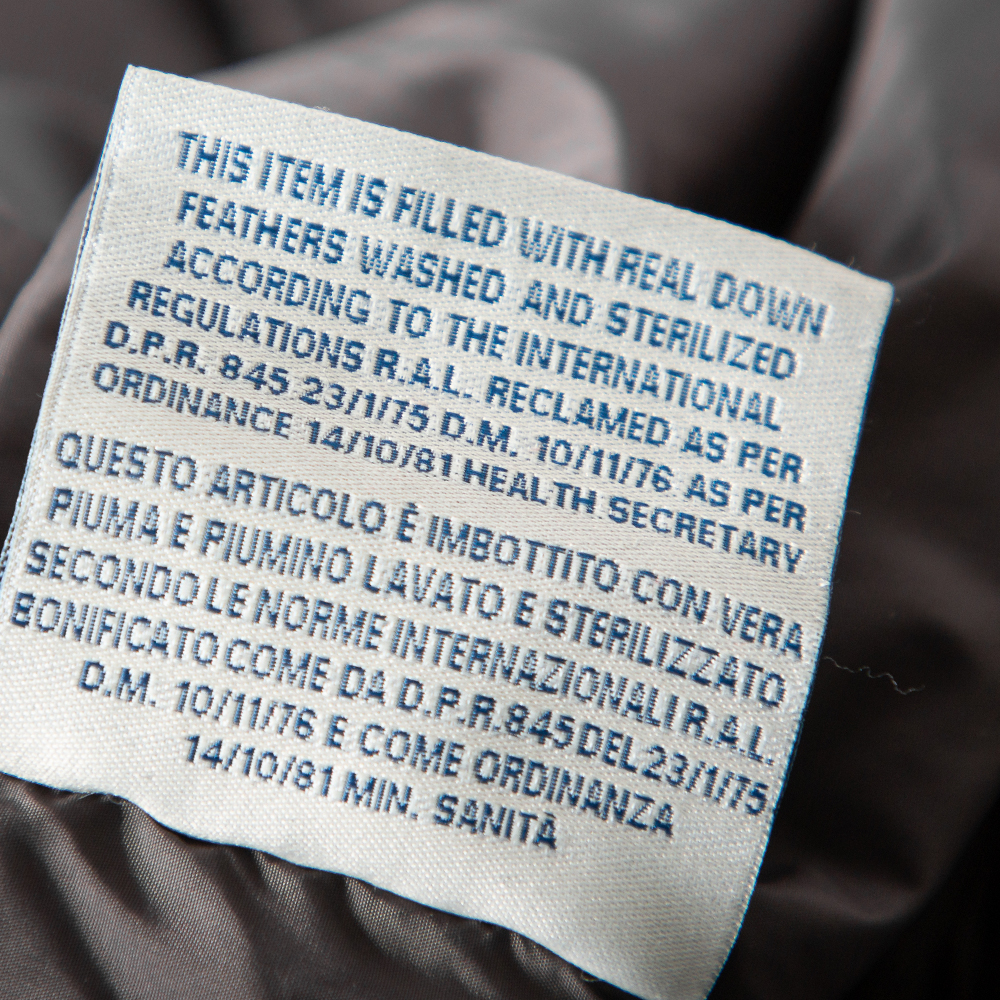 THIS ITEM IS FILLED WITH REAL DOWN
FEATHERS WASHED AND STERILIZED
ACCORDING TO THE INTERNATIONAL
REGULATIONS R.A.L. RECLAMED AS PER
D.P.R. 845 23/1/75 D.M. 10/11/76 AS PER
ORDINANCE 14/10/81 HEALTH SECRETARY
QUESTO ARTICOLO È IMBOTTITO CON VERA
PIUMA E PIUMINO LAVATO E STERILIZZATO
SECONDO LE NORME INTERNAZIONALI R.A.L.
BONIFICATO COME DA D.P.R. 845 DEL 23/1/75
D.M. 10/11/76 E COME ORDINANZA
14/10/81 MIN. SANITÀ